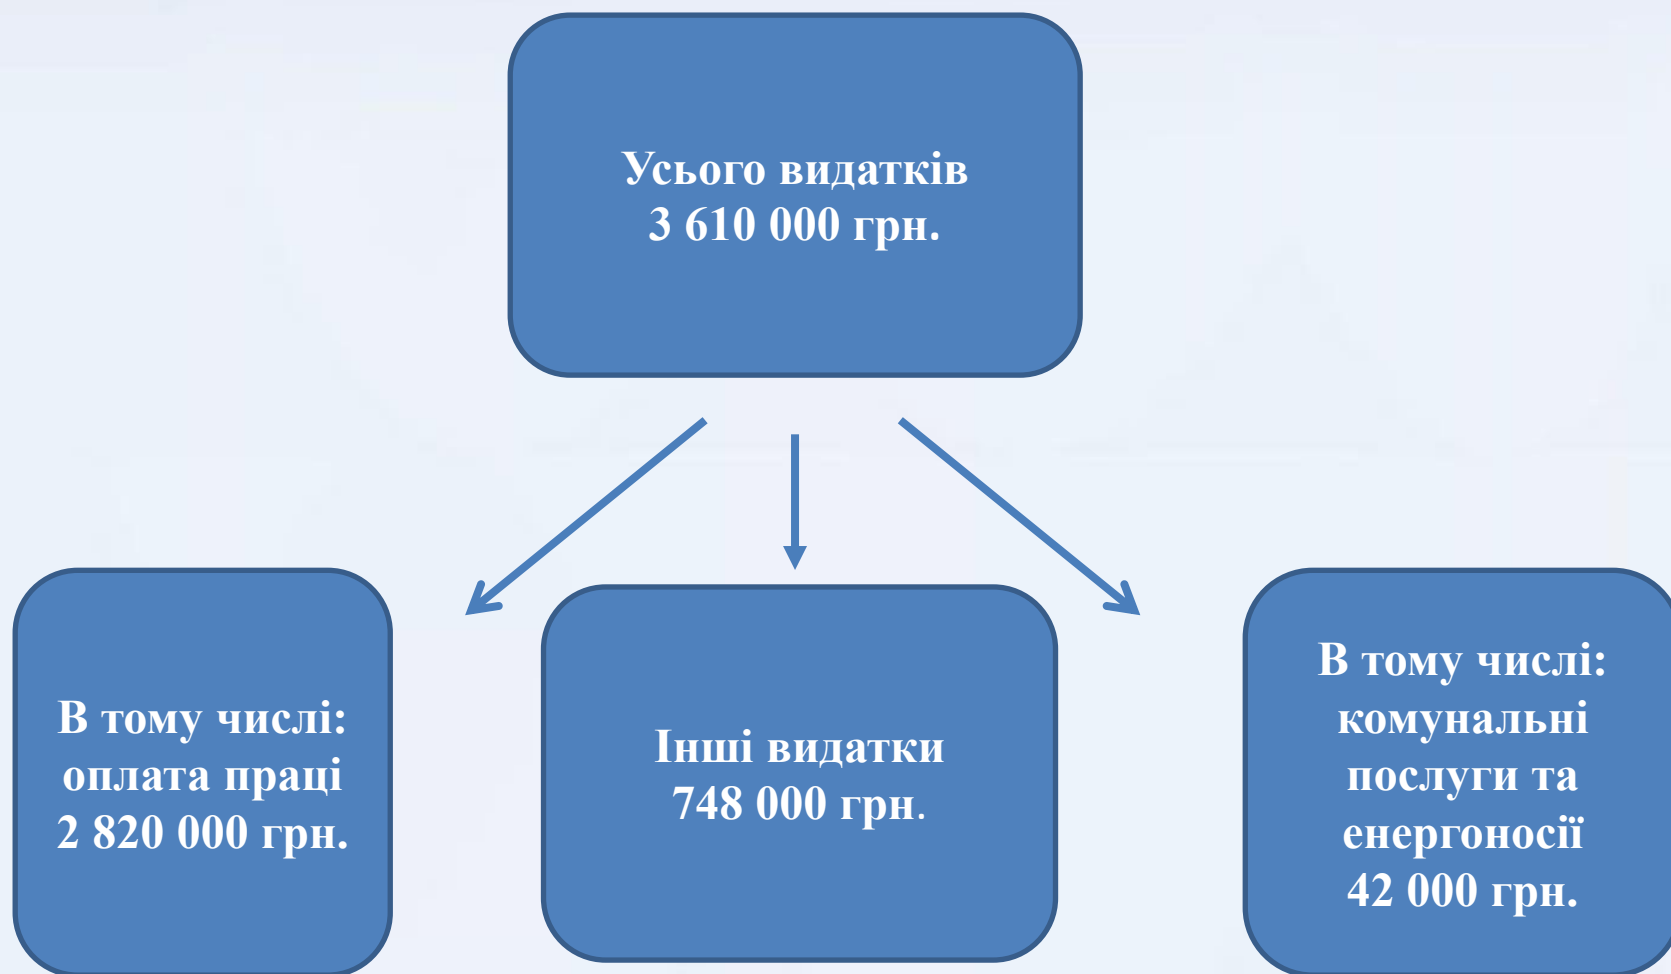 Усього видатків
3 610 000 грн.
В тому числі:
оплата праці
2 820 000 грн.
Інші видатки
748 000 грн.
В тому числі:
комунальні
послуги та
енергоносії
42 000 грн.